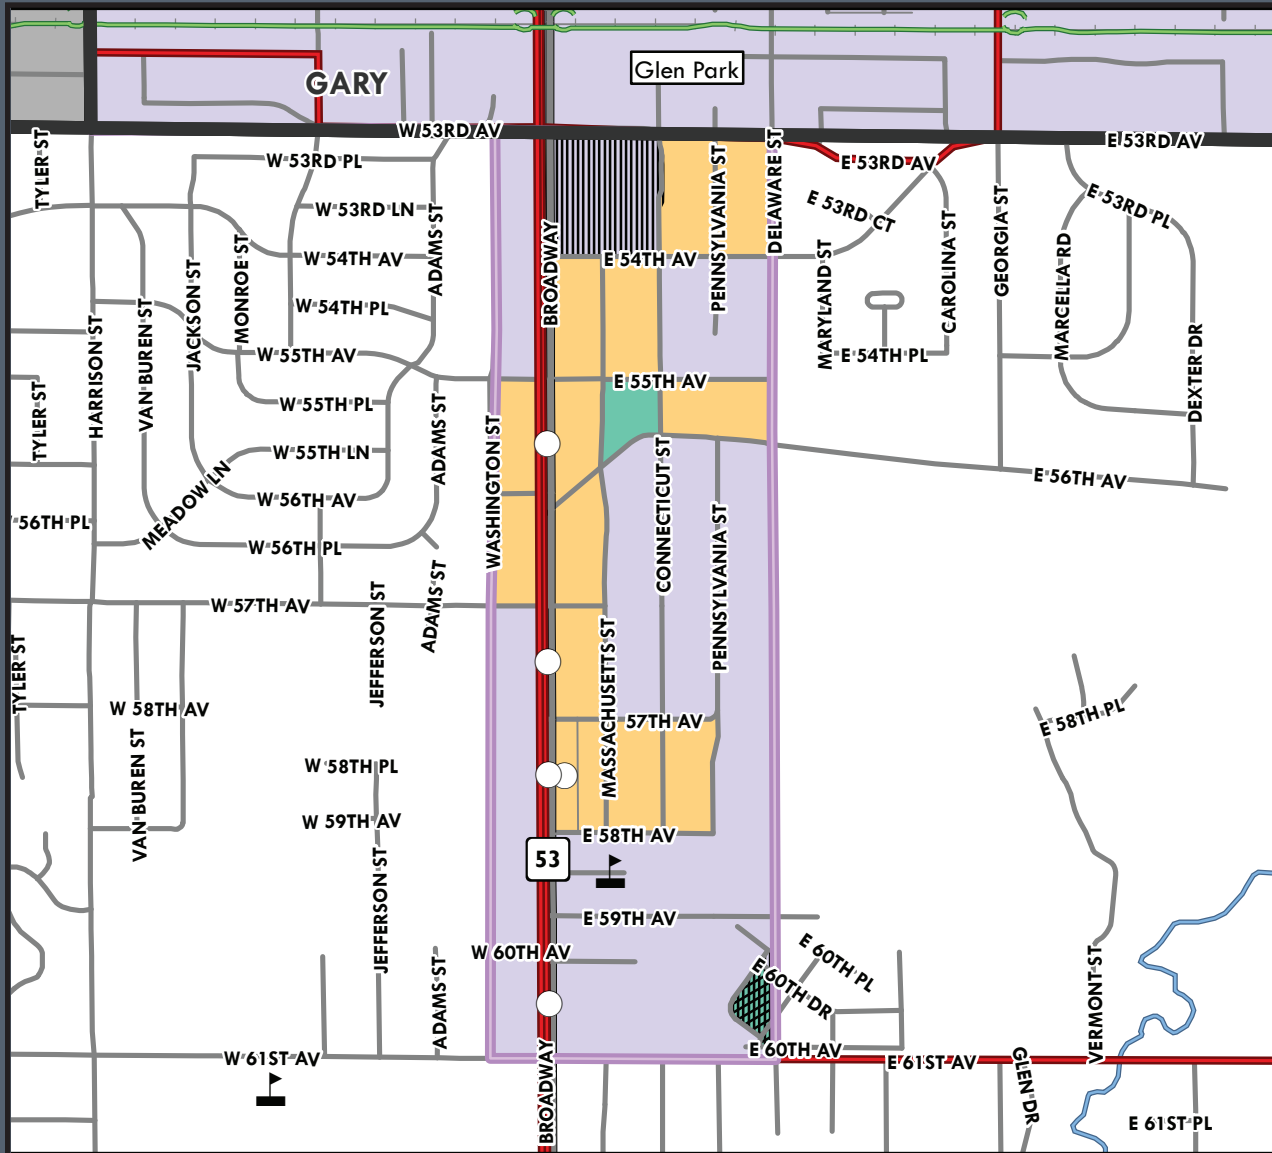 Glen Park
GARY
W 53RD AV
E 53RD AV
TYLER ST
W 53RD PL
PENNSYLVANIA ST
DELAWARE ST
E 53RD AV
E 53RD PL
W 53RD LN
ADAMS ST
E 53RD CT
MARYLAND ST
CAROLINA ST
GEORGIA ST
MARCELLA RD
BROADWAY
W 54TH AV
E 54TH AV
MONROE ST
JACKSON ST
VAN BUREN ST
HARRISON ST
W 54TH PL
W 55TH AV
E 54TH PL
DEXTER DR
E 55TH AV
TYLER ST
W 55TH PL
ADAMS ST
WASHINGTON ST
W 55TH LN
CONNECTICUT ST
MEADOW LN
W 56TH AV
E 56TH AV
56TH PL
W 56TH PL
PENNSYLVANIA ST
ADAMS ST
W 57TH AV
JEFFERSON ST
TYLER ST
MASSACHUSETTS ST
W 58TH AV
57TH AV
E 58TH PL
VAN BUREN ST
W 58TH PL
W 59TH AV
E 58TH AV
53
JEFFERSON ST
E 59TH AV
W 60TH AV
E 60TH PL
E 60TH DR
ADAMS ST
VERMONT ST
E 60TH AV
W 61ST AV
E 61ST AV
BROADWAY
GLEN DR
E 61ST PL